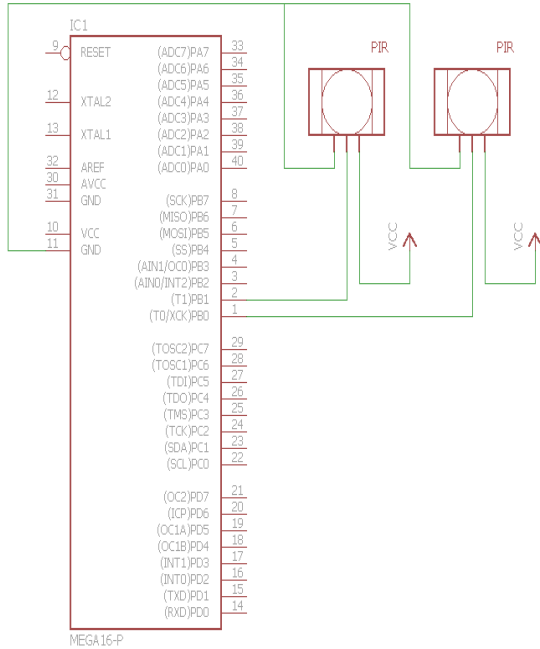 IC1
9 RESET (ADC7)PA7 33
(ADC6)PA6 34
(ADC5)PA5 35
12 XTAL2 (ADC4)PA4 36
(ADC3)PA3 37
13 XTAL1 (ADC2)PA2 38
(ADC1)PA1 39
32 AREF (ADC0)PA0 40
30 AVCC
31 GND (SCK)PB7 8
(MISO)PB6 7
10 VCC (MOSI)PB5 6
11 GND (SS)PB4 5
(AIN1/OC0)PB3 4
(AIN0/INT2)PB2 3
(T1)PB1 2
(T0/XCK)PB0 1
(TOSC2)PC7 29
(TOSC1)PC6 28
(TDI)PC5 27
(TDO)PC4 26
(TMS)PC3 25
(TCK)PC2 24
(SDA)PC1 23
(SCL)PC0 22
(OC2)PD7 21
(ICP)PD6 20
(OC1A)PD5 19
(OC1B)PD4 18
(INT1)PD3 17
(INT0)PD2 16
(TXD)PD1 15
(RXD)PD0 14
MEGA16-P
PIR
VCC
PIR
VCC